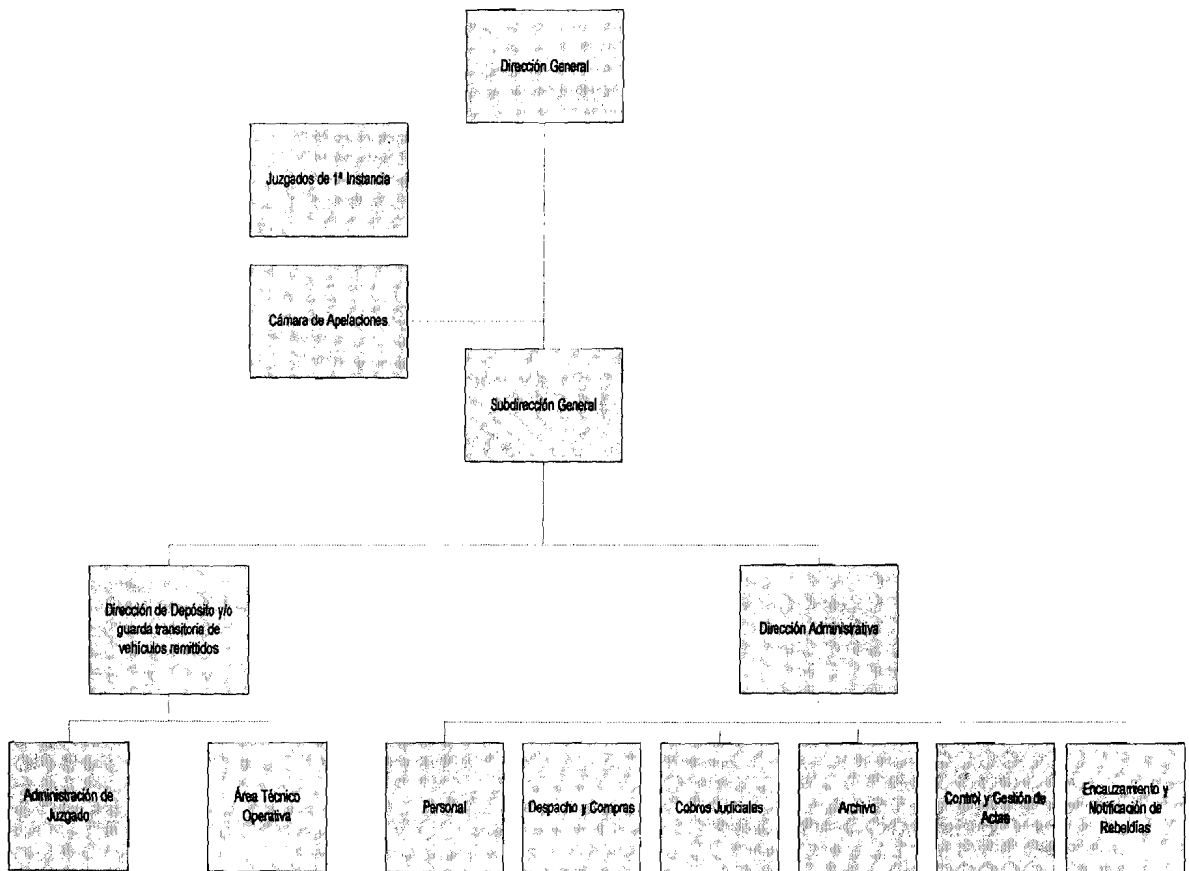 Dirección General
Juzgados de 1ª Instancia
Cámara de Apelaciones
Subdirección General
Dirección de Depósito y/o
guarda transitoria de
vehículos remitidos
Dirección Administrativa
Administración de
Juzgado
Área Técnico
Operativa
Personal
Despacho y Compras
Cobros Judiciales
Archivo
Control y Gestión de
Actas
Encauzamiento y
Notificación de
Rebeldías